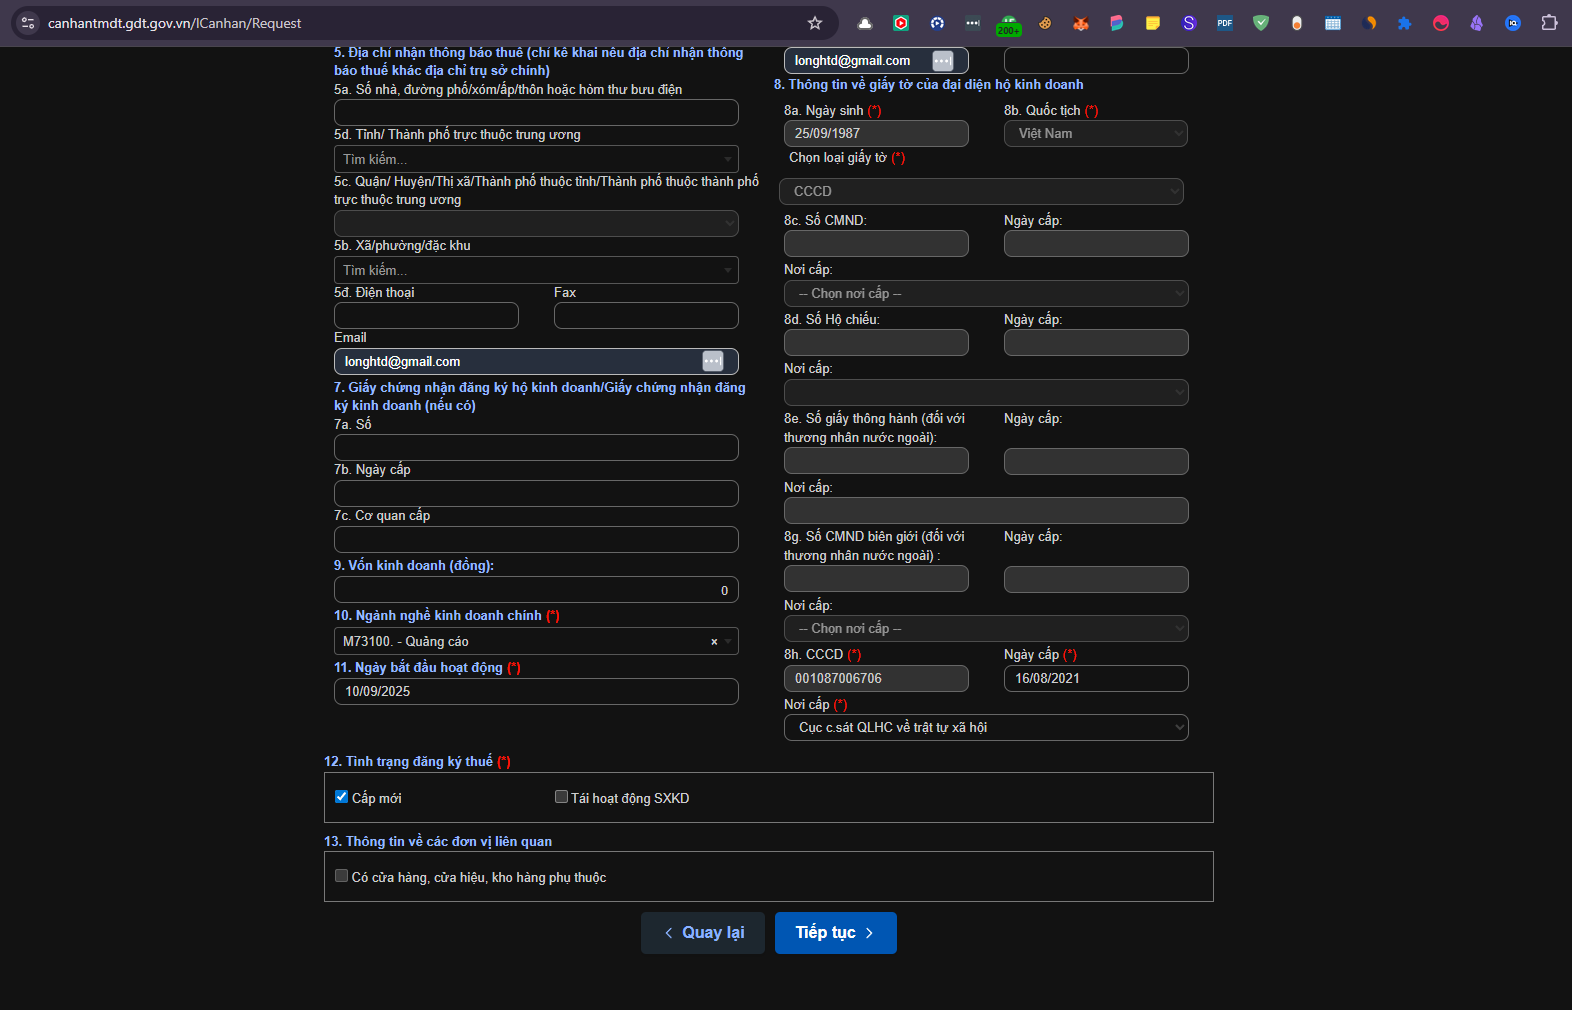 canhantmdt.gdt.gov.vn/ICanhan/Request
200+
PDF
5. Địa chỉ nhận thông báo thuế (chỉ kê khai nếu địa chỉ nhận thông
báo thuế khác địa chỉ trụ sở chính)
5a. Số nhà, đường phố/xóm/ấp/thôn hoặc hòm thư bưu điện
5d. Tỉnh/ Thành phố trực thuộc trung ương
Tìm kiếm...
5c. Quận/ Huyện/Thị xã/Thành phố thuộc tỉnh/Thành phố thuộc thành phố
trực thuộc trung ương
5b. Xã/phường/đặc khu
Tìm kiếm...
5đ. Điện thoại
Fax
Email
longhtd@gmail.com
7. Giấy chứng nhận đăng ký hộ kinh doanh/Giấy chứng nhận đăng
ký kinh doanh (nếu có)
7a. Số
7b. Ngày cấp
7c. Cơ quan cấp
9. Vốn kinh doanh (đồng):
0
10. Ngành nghề kinh doanh chính (*)
M73100. - Quảng cáo ×
11. Ngày bắt đầu hoạt động (*)
10/09/2025
longhtd@gmail.com
8. Thông tin về giấy tờ của đại diện hộ kinh doanh
8a. Ngày sinh (*)
8b. Quốc tịch (*)
25/09/1987
Việt Nam
Chọn loại giấy tờ (*)
CCCD
8c. Số CMND:
Ngày cấp:
Nơi cấp:
-- Chọn nơi cấp --
8d. Số Hộ chiếu:
Ngày cấp:
Nơi cấp:
8e. Số giấy thông hành (đối với
thương nhân nước ngoài):
Ngày cấp:
Nơi cấp:
8g. Số CMND biên giới (đối với
thương nhân nước ngoài) :
Ngày cấp:
Nơi cấp:
-- Chọn nơi cấp --
8h. CCCD (*)
Ngày cấp (*)
001087006706
16/08/2021
Nơi cấp (*)
Cục c.sát QLHC về trật tự xã hội
12. Tình trạng đăng ký thuế (*)
Cấp mới
Tái hoạt động SXKD
13. Thông tin về các đơn vị liên quan
Có cửa hàng, cửa hiệu, kho hàng phụ thuộc
Quay lại
Tiếp tục